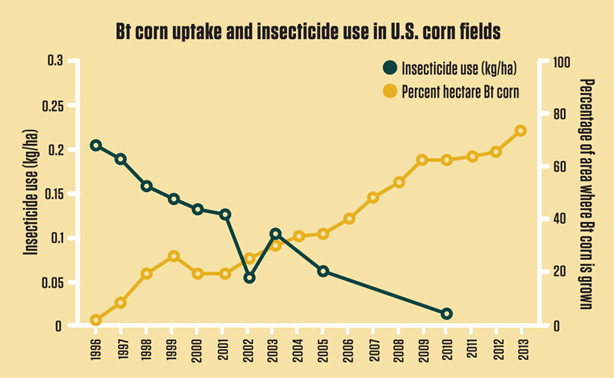 Bt corn uptake and insecticide use in U.S. corn fields
Insecticide use (kg/ha)
Percent hectare Bt corn
Insecticide use (kg/ha)
0.3
0.25
0.2
0.15
0.1
0.05
0
100
80
60
40
20
0
Percentage of area where Bt corn is grown
1996 1997 1998 1999 2000 2001 2002 2003 2004 2005 2006 2007 2008 2009 2010 2011 2012 2013